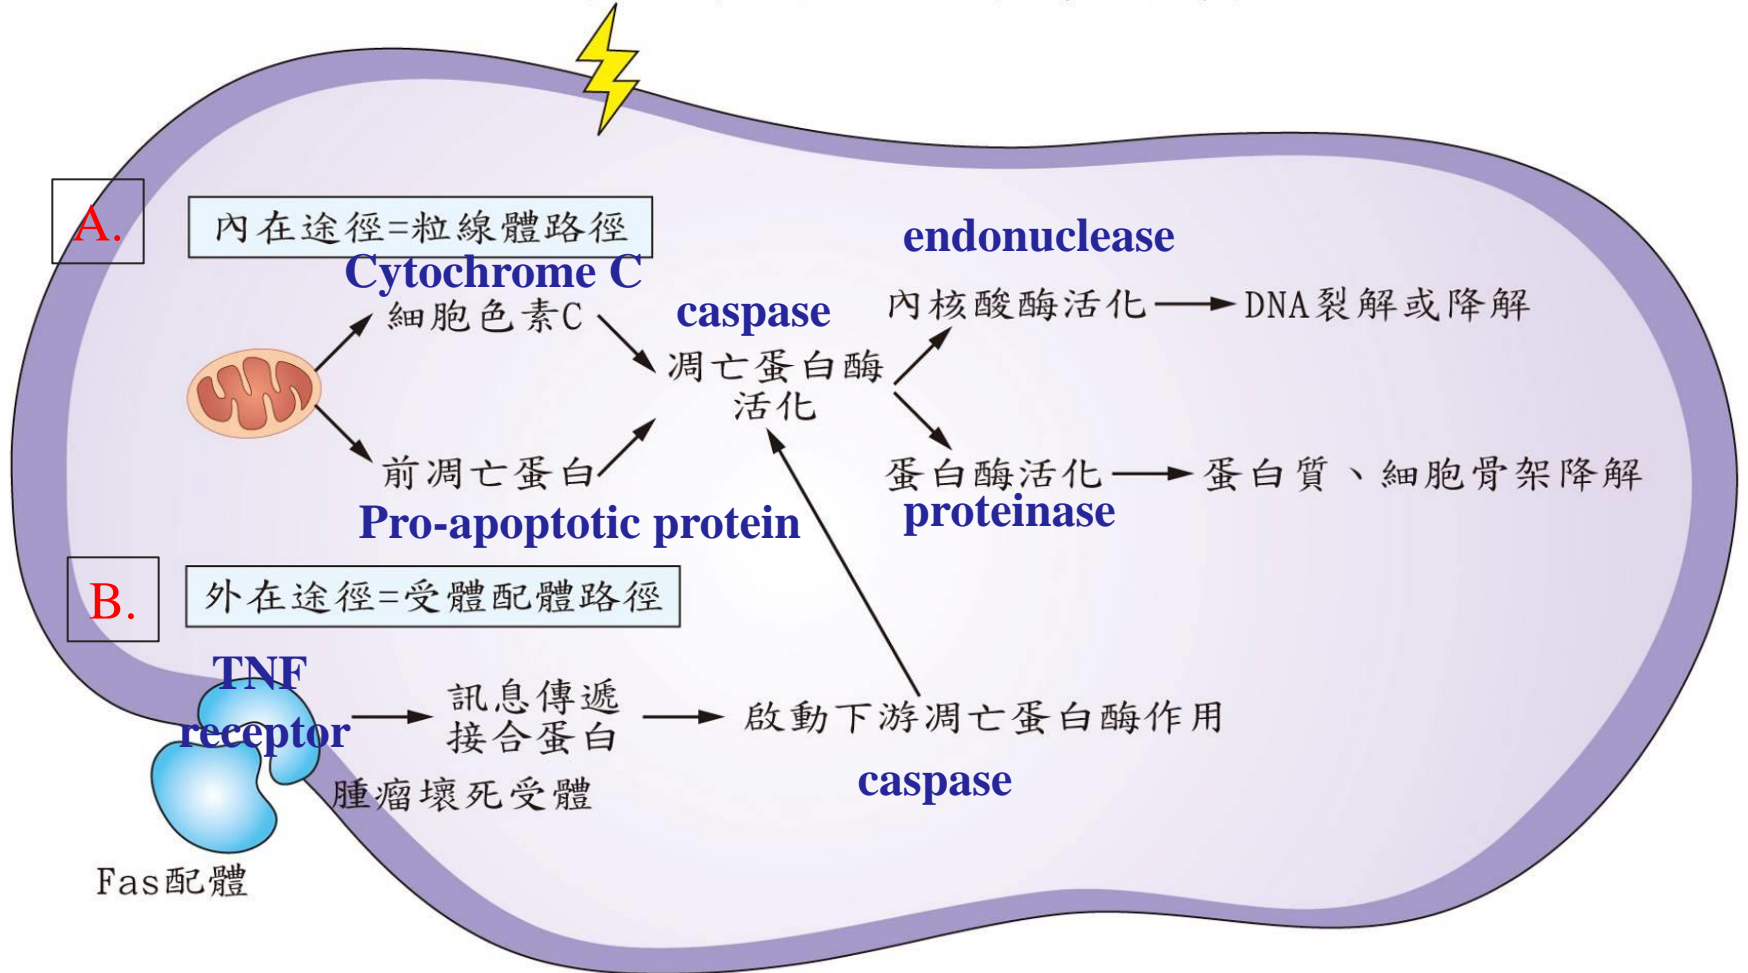 A.
內在途徑=粒線體路徑
Cytochrome C
細胞色素C
caspase
凋亡蛋白酶
活化
endonuclease
內核酸酶活化
DNA裂解或降解
前凋亡蛋白
Pro-apoptotic protein
蛋白酶活化
proteinase
蛋白質、細胞骨架降解
B.
外在途徑=受體配體路徑
TNF
receptor
訊息傳遞
接合蛋白
啟動下游凋亡蛋白酶作用
caspase
腫瘤壞死受體
Fas配體